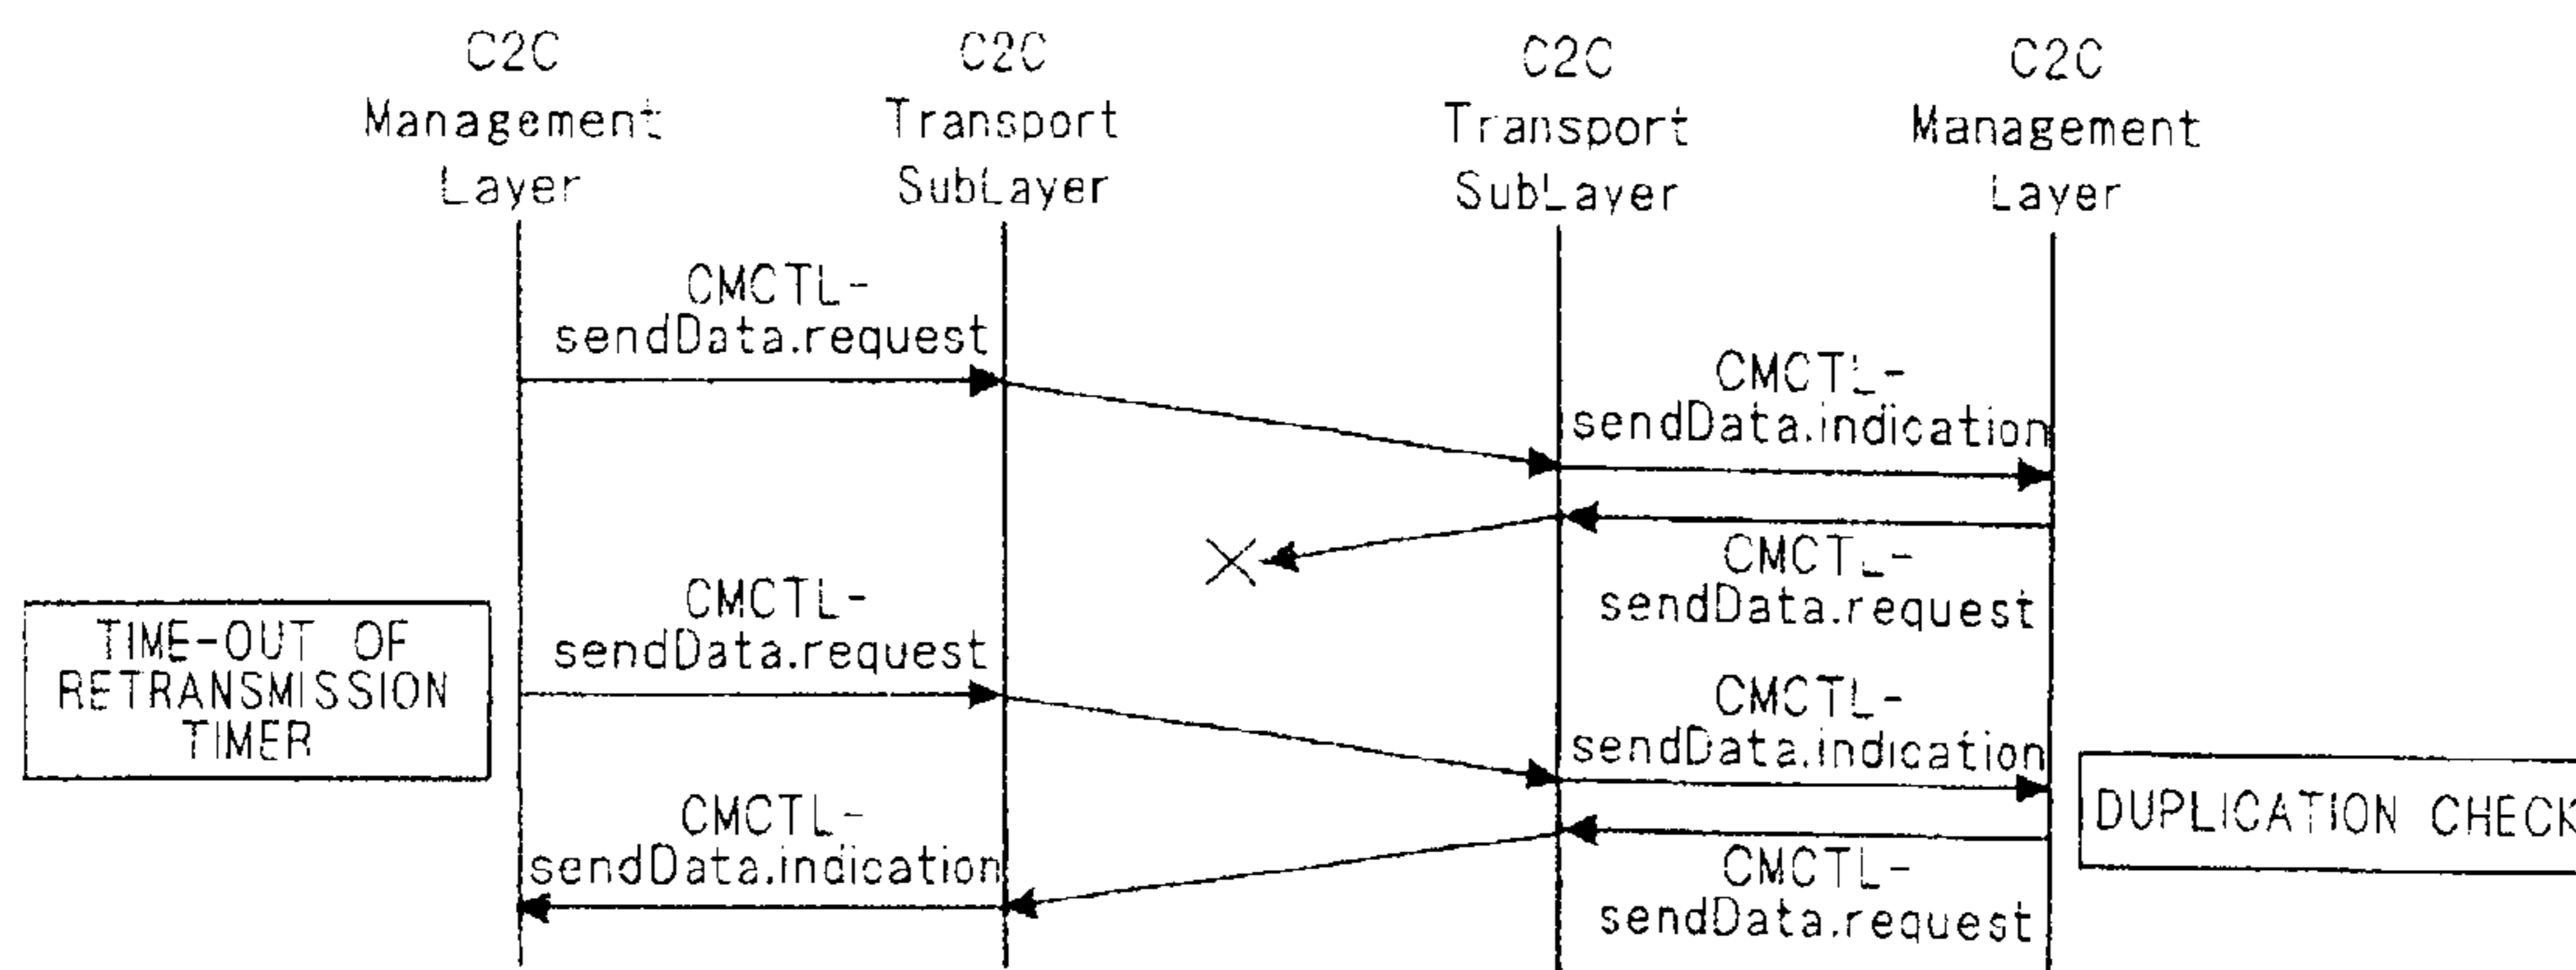 C2C
Management
Layer
C2C
Transport
SubLayer
C2C
Transport
SubLayer
C2C
Management
Layer
CMCTL-
sendData.request
CMCTL-
sendData.indication
CMCTL-
sendData.request
TIME-OUT OF
RETRANSMISSION
TIMER
CMCTL-
sendData.request
CMCTL-
sendData.indication
DUPLICATION CHECK
CMCTL-
sendData.indication
CMCTL-
sendData.request